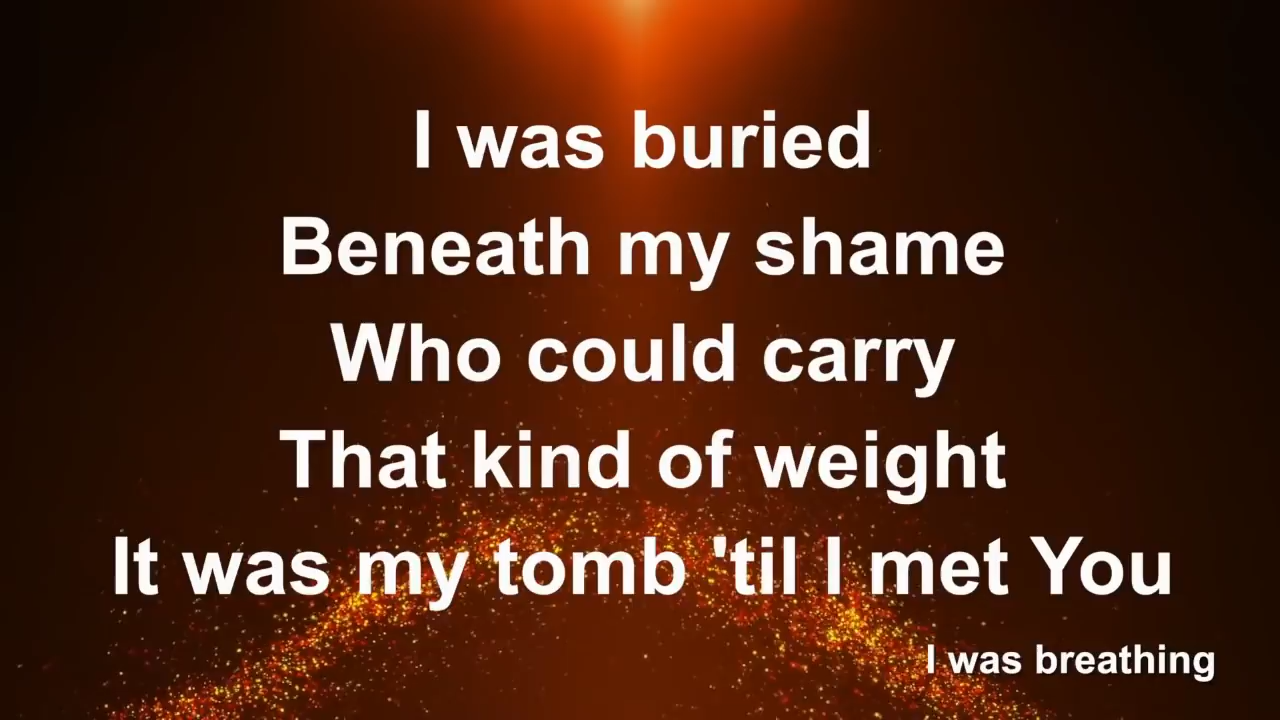 I was buried
Beneath my shame
Who could carry
That kind of weight
It was my tomb 'til I met You
I was breathing